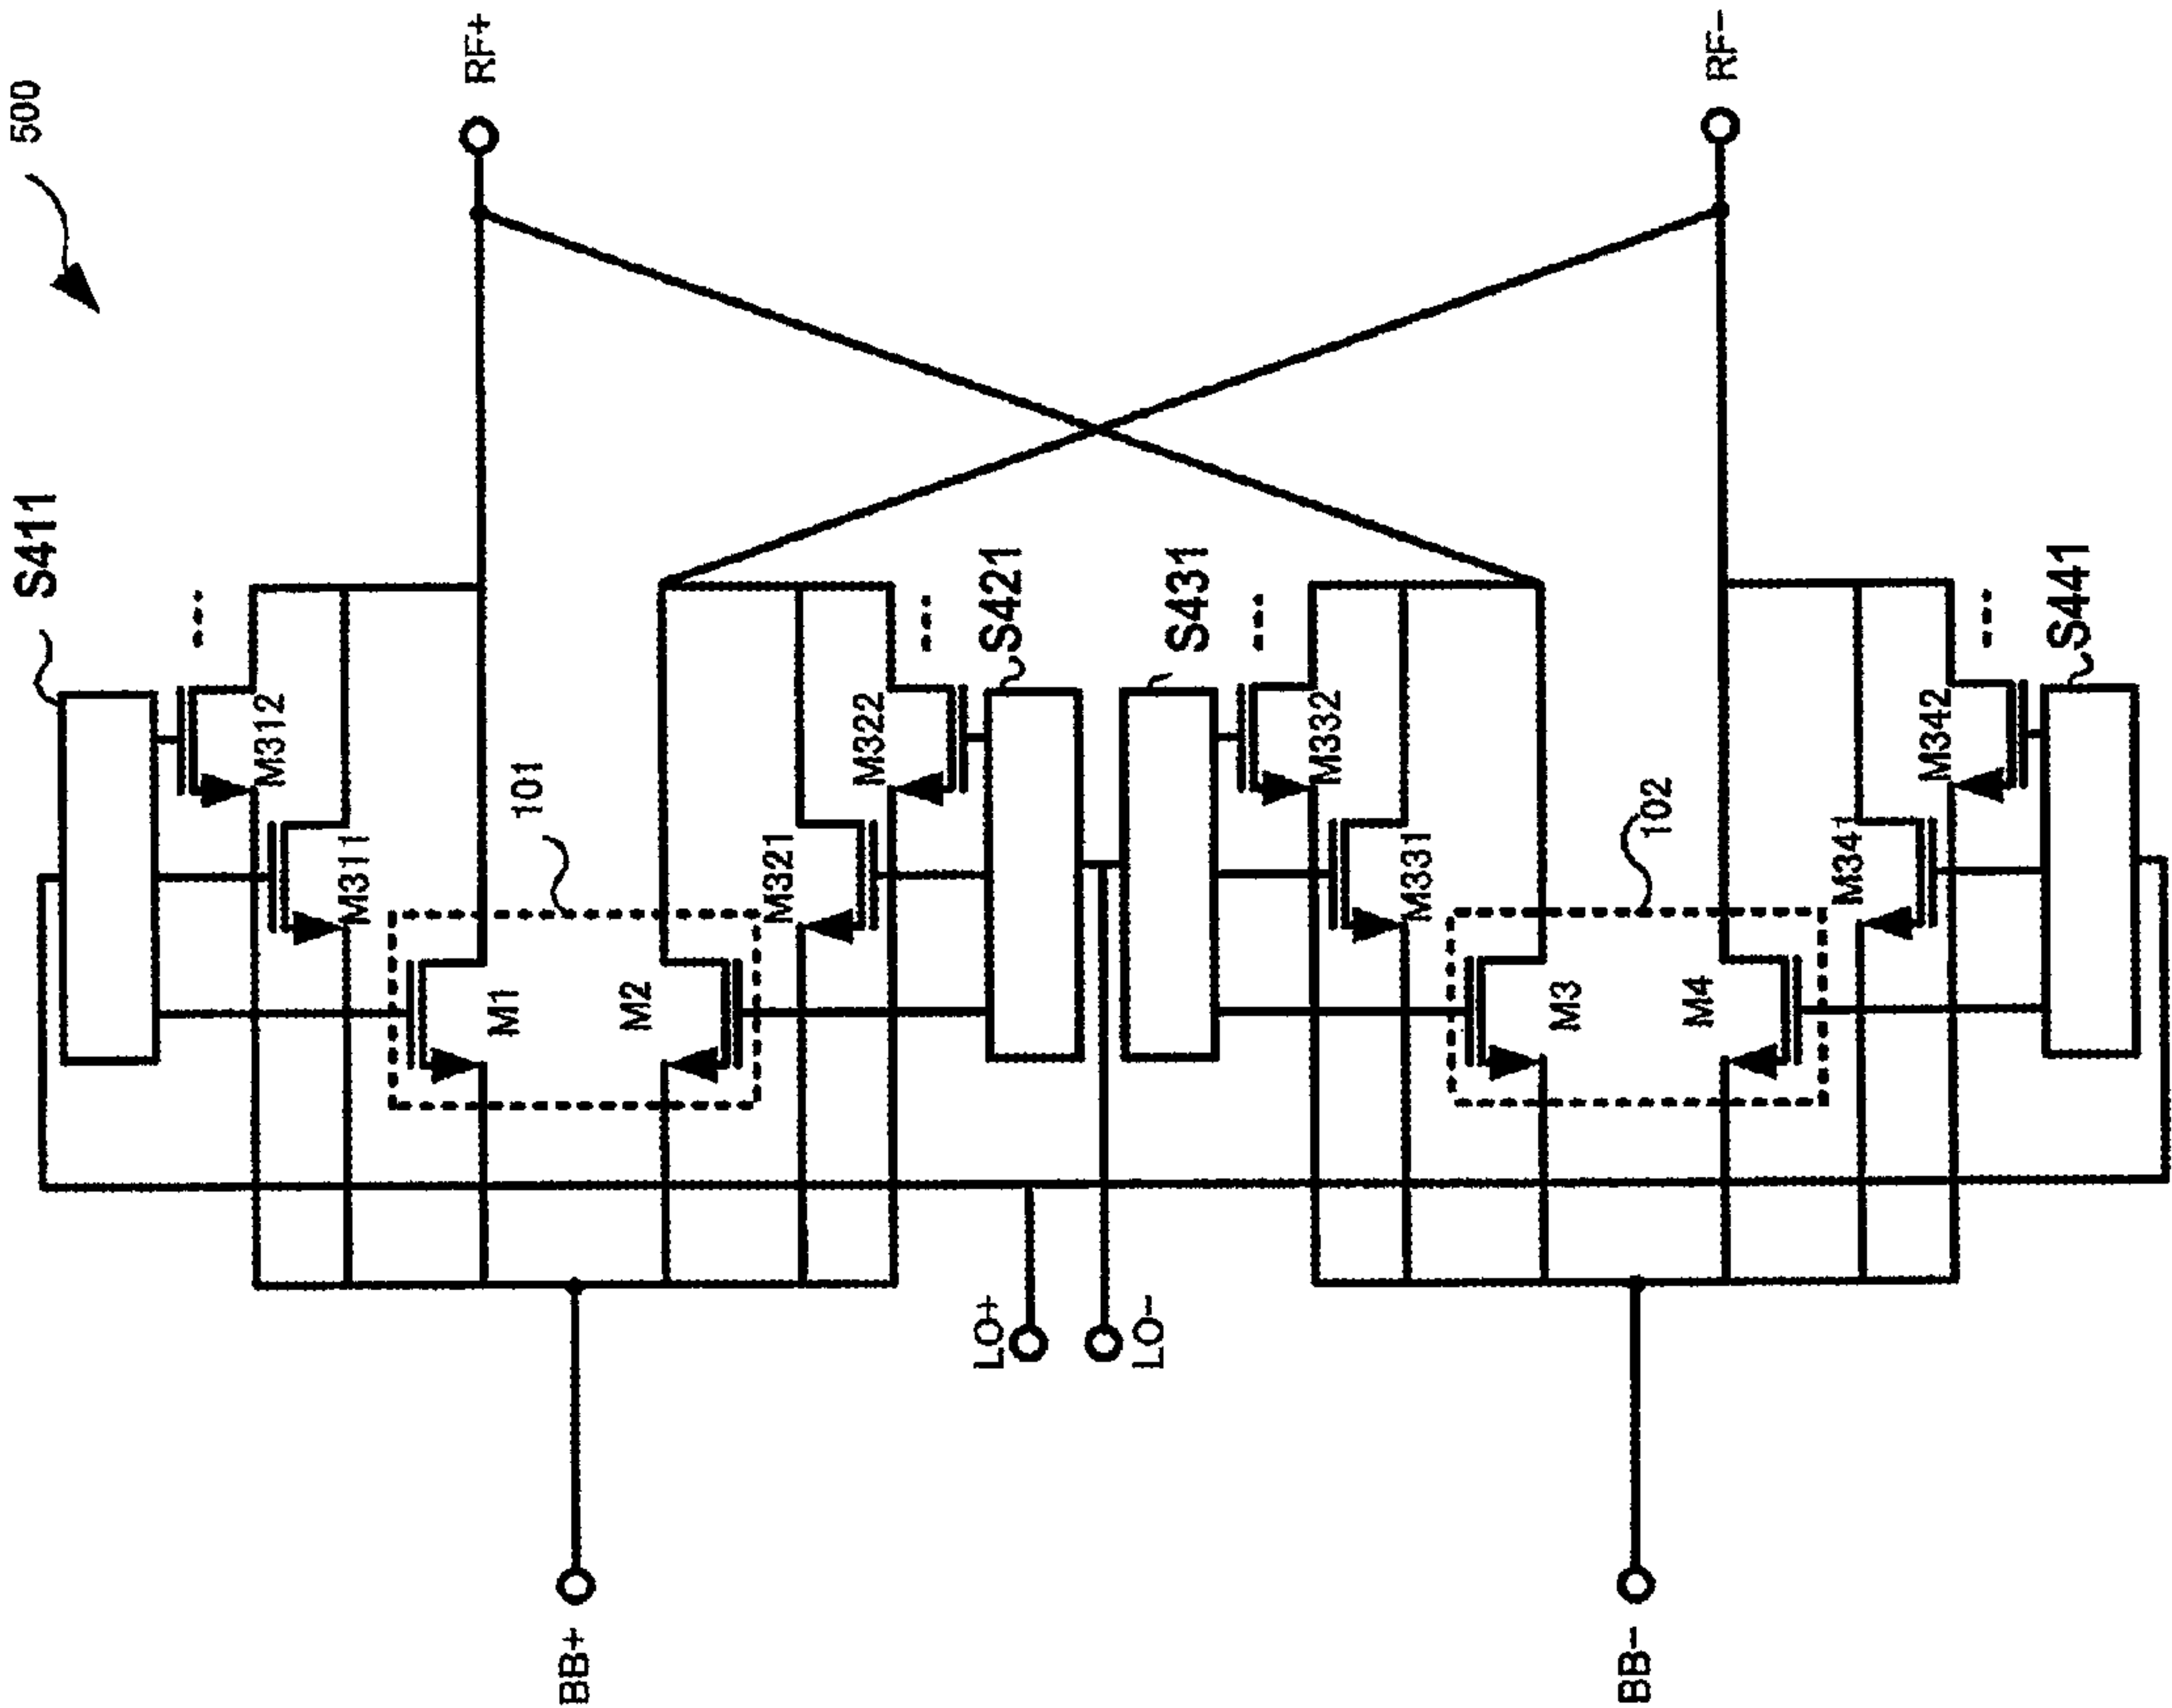 500
RF+
RF-
S411
...
M312
M311
101
M1
M2
M321
M322
...
S421
S431
...
M332
M331
102
M3
M4
M341
M342
...
S441
LO+
LO-
BB+
BB-